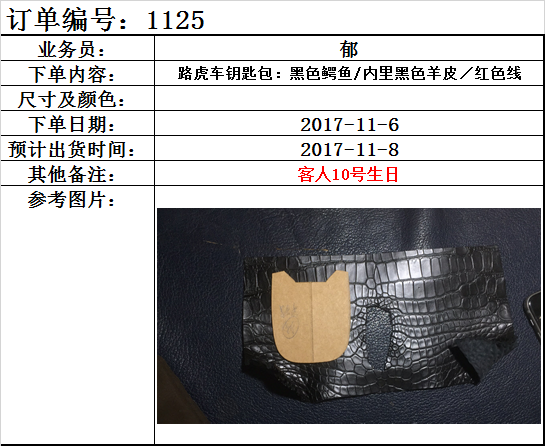 订单编号：1125
业务员： 郁
下单内容： 路虎车钥匙包：黑色鳄鱼/内里黑色羊皮／红色线
尺寸及颜色：
下单日期： 2017-11-6
预计出货时间： 2017-11-8
其他备注： 客人10号生日
参考图片：